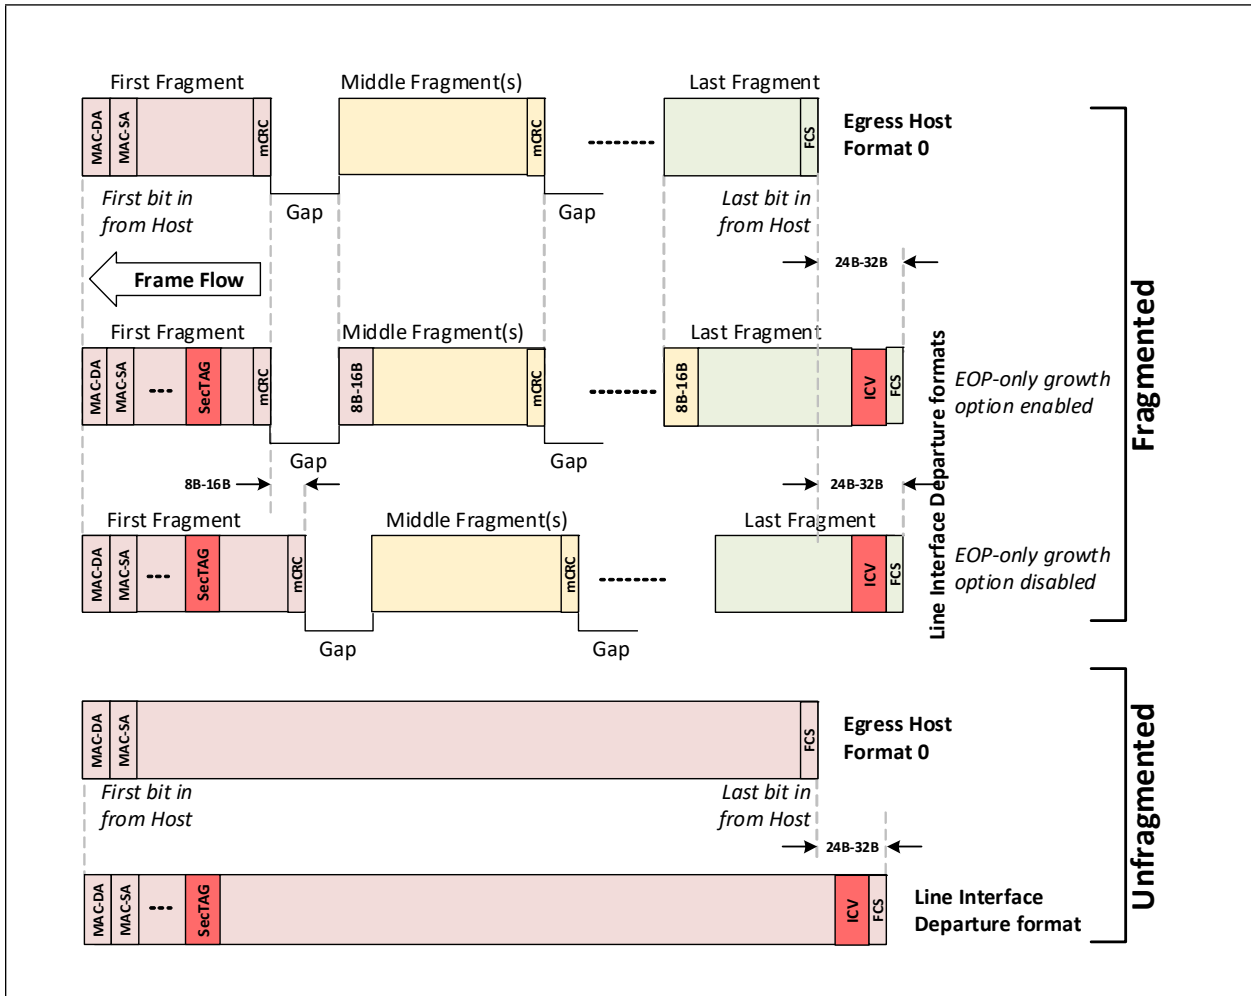 First Fragment
Middle Fragment(s)
Last Fragment
MAC-DA
MAC-SA
mCRC
mCRC
FCS
Egress Host
Format 0
First bit in
from Host
Gap
Gap
Last bit in
from Host
Frame Flow
24B-32B
First Fragment
Middle Fragment(s)
Last Fragment
MAC-DA
MAC-SA
SecTAG
mCRC
8B-16B
mCRC
8B-16B
ICV
FCS
EOP-only growth
option enabled
Gap
Gap
8B-16B
24B-32B
First Fragment
Middle Fragment(s)
Last Fragment
MAC-DA
MAC-SA
SecTAG
mCRC
mCRC
ICV
FCS
EOP-only growth
option disabled
Gap
Gap
Line Interface Departure formats
Fragmented
MAC-DA
MAC-SA
FCS
Egress Host
Format 0
First bit in
from Host
Last bit in
from Host
24B-32B
MAC-DA
MAC-SA
SecTAG
ICV
FCS
Line Interface
Departure format
Unfragmented